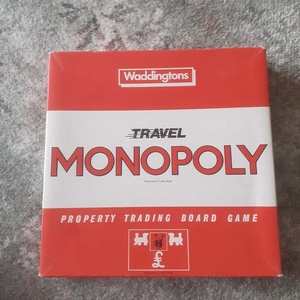 Waddingtons
TRAVEL
MONOPOLY
PROPERTY TRADING BOARD GAME
£